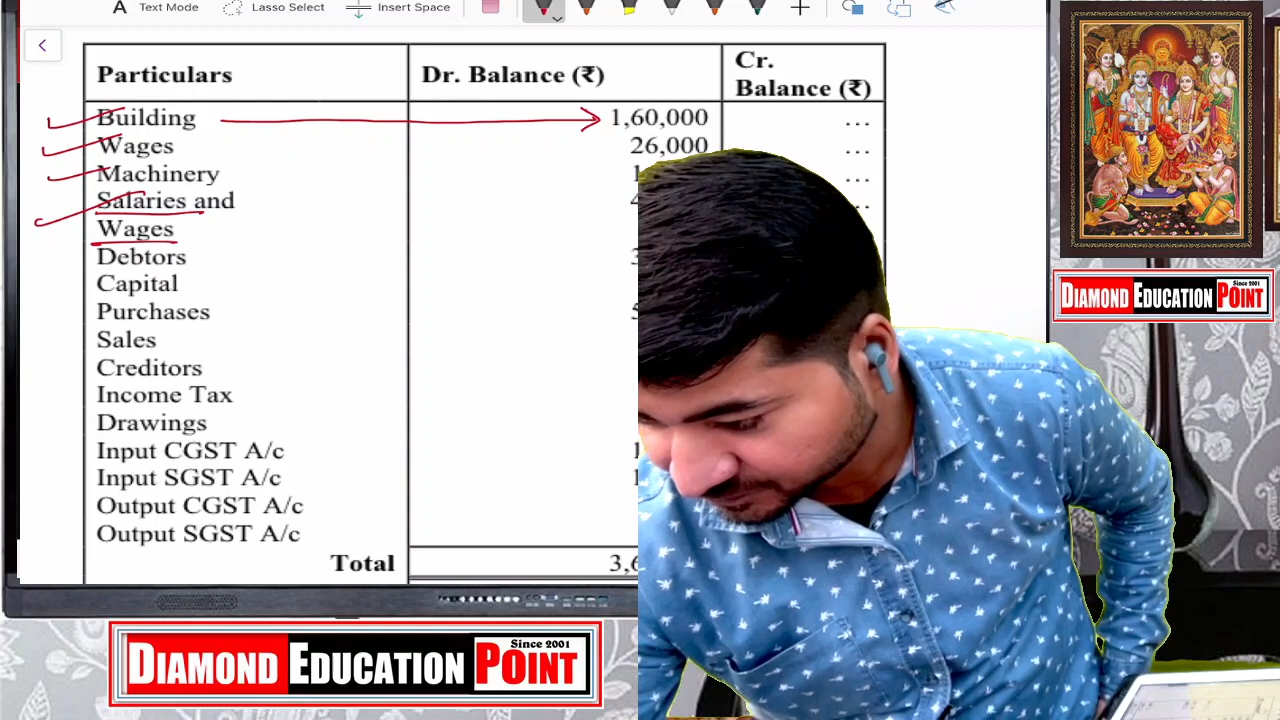 Text Mode
Lasso Select
Insert Space
Particulars
Dr. Balance (₹)
Cr. Balance (₹)
Building 1,60,000 ...
Wages 26,000 ...
Machinery
Salaries and
Wages
Debtors
Capital
Purchases
Sales
Creditors
Income Tax
Drawings
Input CGST A/c
Input SGST A/c
Output CGST A/c
Output SGST A/c
Total
DIAMOND EDUCATION POINT
Since 2001
DIAMOND EDUCATION POINT
Since 2001